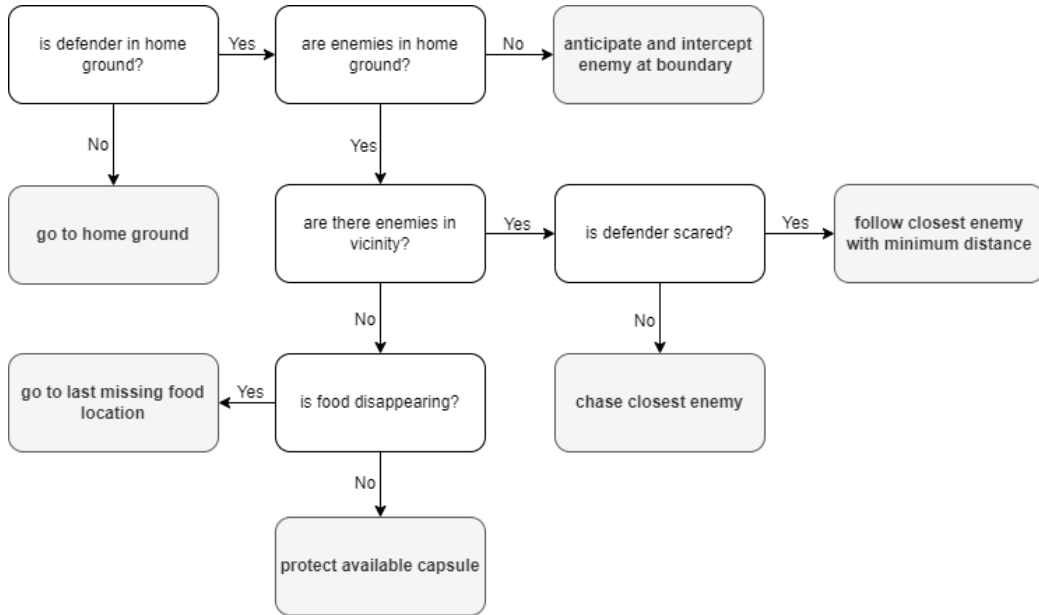 is defender in home
ground?
Yes
are enemies in home
ground?
No
anticipate and intercept
enemy at boundary
No
Yes
go to home ground
are there enemies in
vicinity?
Yes
is defender scared?
Yes
follow closest enemy
with minimum distance
No
No
go to last missing food
location
Yes
is food disappearing?
chase closest enemy
No
protect available capsule